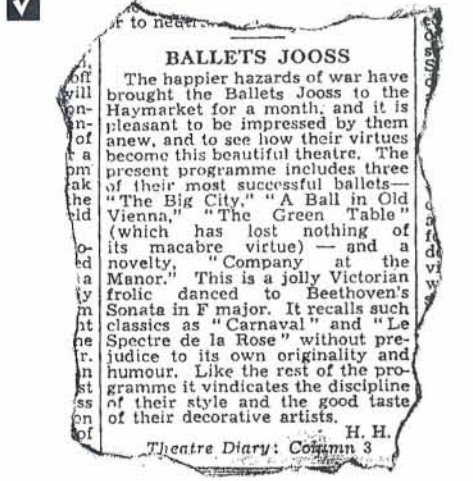 or to
BALLETS JOOSS
The happier hazards of war have
brought the Ballets Jooss to the
Haymarket for a month, and it is
pleasant to be impressed by them
anew, and to see how their virtues
become this beautiful theatre. The
present programme includes three
of their most successful ballets—
"The Big City," "A Ball in Old
Vienna," "The Green Table"
(which has lost nothing of
its macabre virtue) — and a
novelty, "Company at the
Manor." This is a jolly Victorian
frolic danced to Beethoven's
Sonata in F major. It recalls such
classics as "Carnaval" and "Le
Spectre de la Rose" without pre-
judice to its own originality and
humour. Like the rest of the pro-
gramme it vindicates the discipline
of their style and the good taste
of their decorative artists.
H. H.
Theatre Diary: Column 3